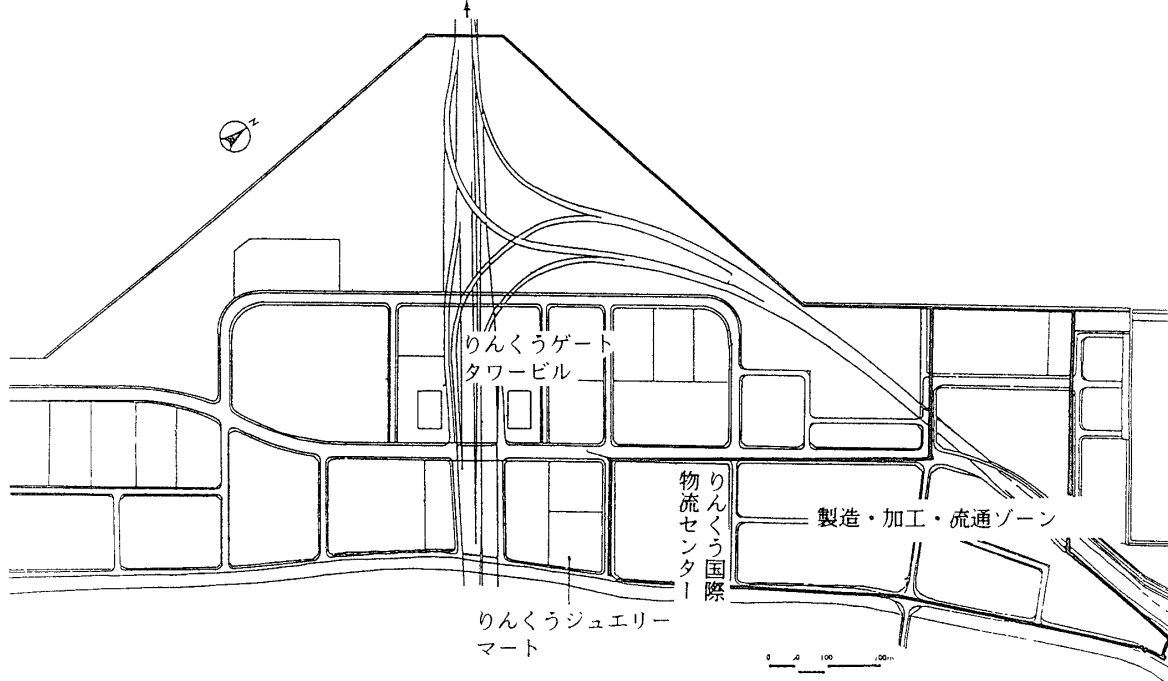 N
りんくうゲート
タワービル
りんくう国際
物流センター
製造・加工・流通ゾーン
りんくうジュエリー
マート
0 100